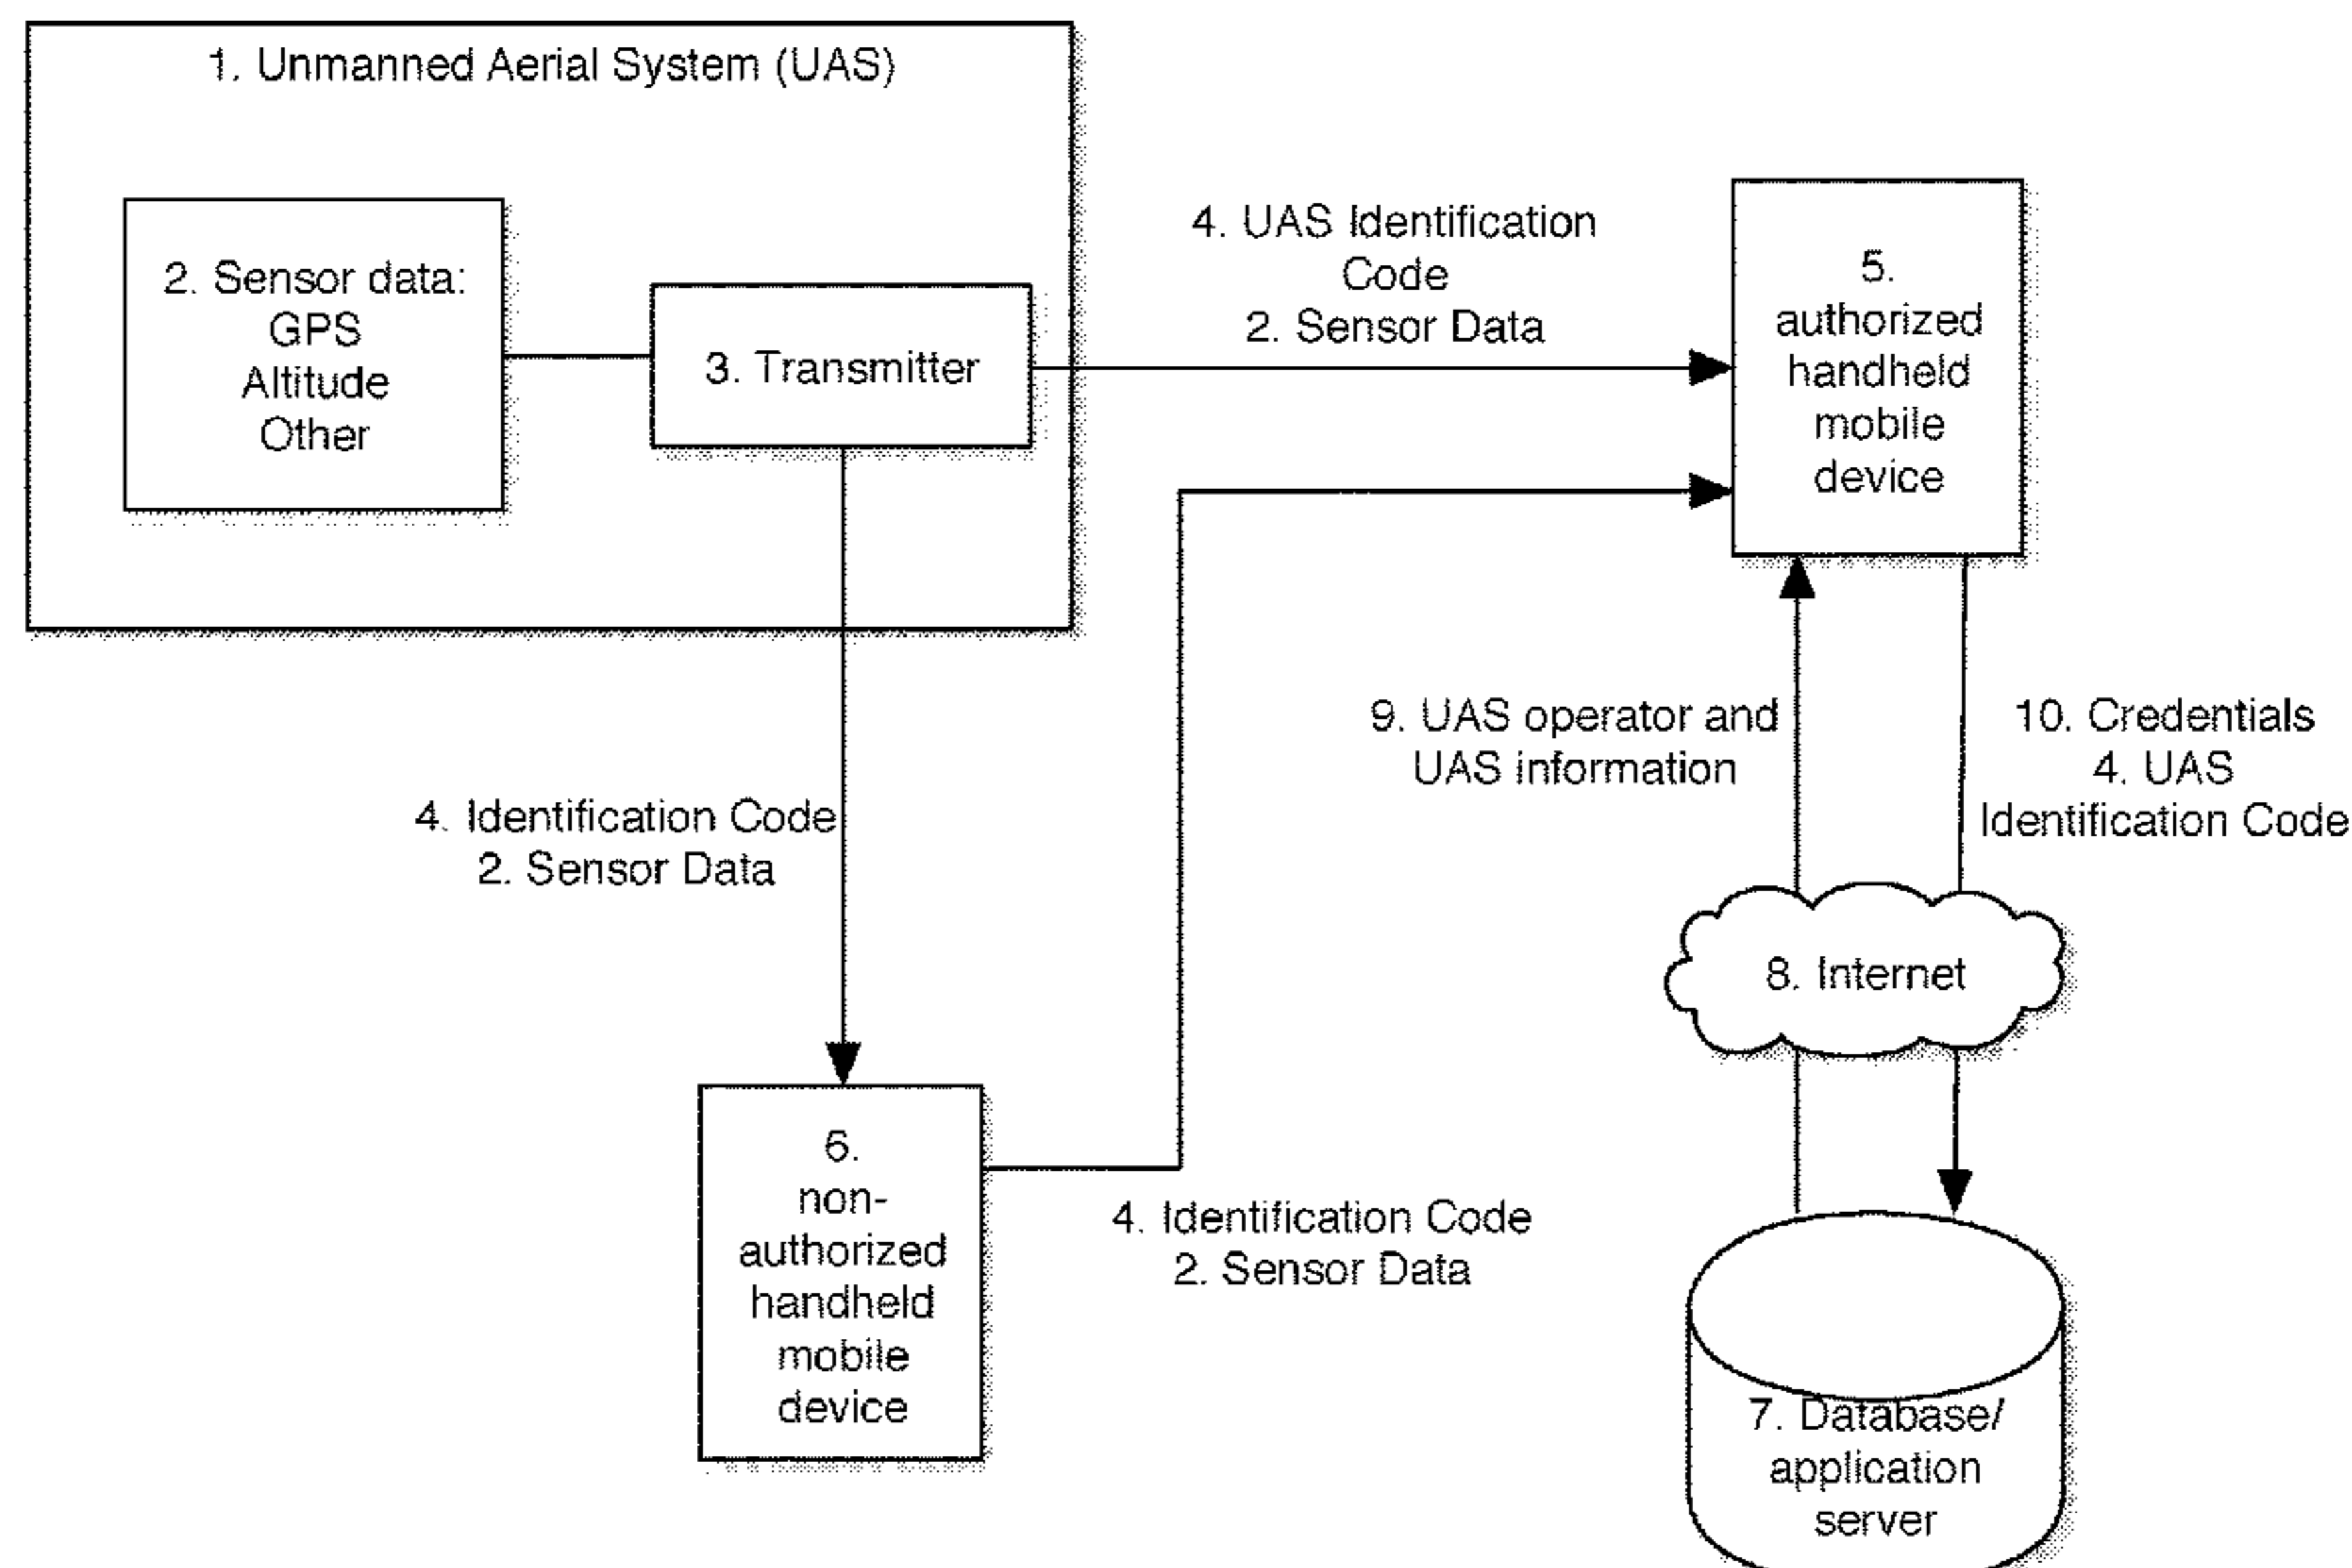 1. Unmanned Aerial System (UAS)
2. Sensor data:
GPS
Altitude
Other
3. Transmitter
4. UAS Identification
Code
2. Sensor Data
5.
authorized
handheld
mobile
device
9. UAS operator and
UAS information
10. Credentials
4. UAS
Identification Code
4. Identification Code
2. Sensor Data
8. Internet
6.
non-
authorized
handheld
mobile
device
4. Identification Code
2. Sensor Data
7. Database/
application
server